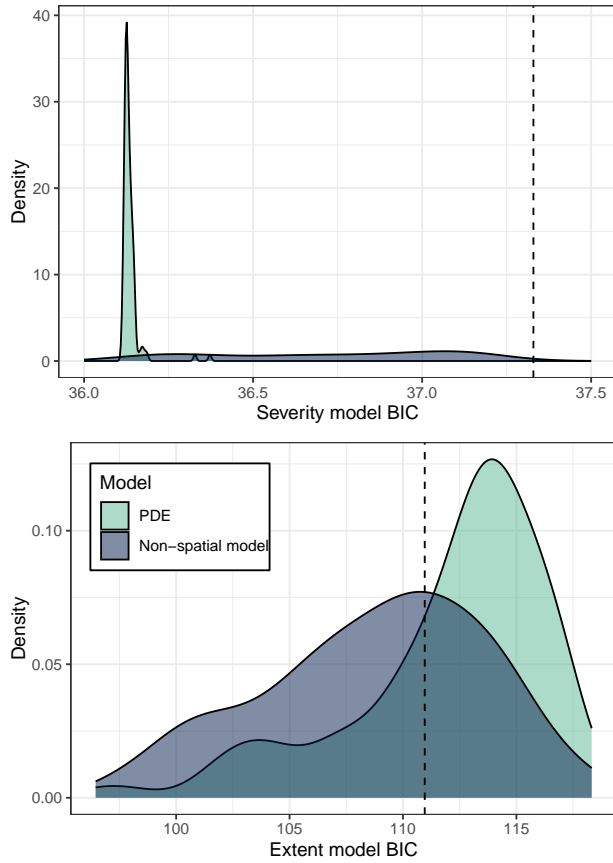 Density
40
30
20
10
0
36.0 36.5 37.0 37.5
Severity model BIC
Density
0.10
0.05
0.00
Model
PDE
Non−spatial model
100 105 110 115
Extent model BIC